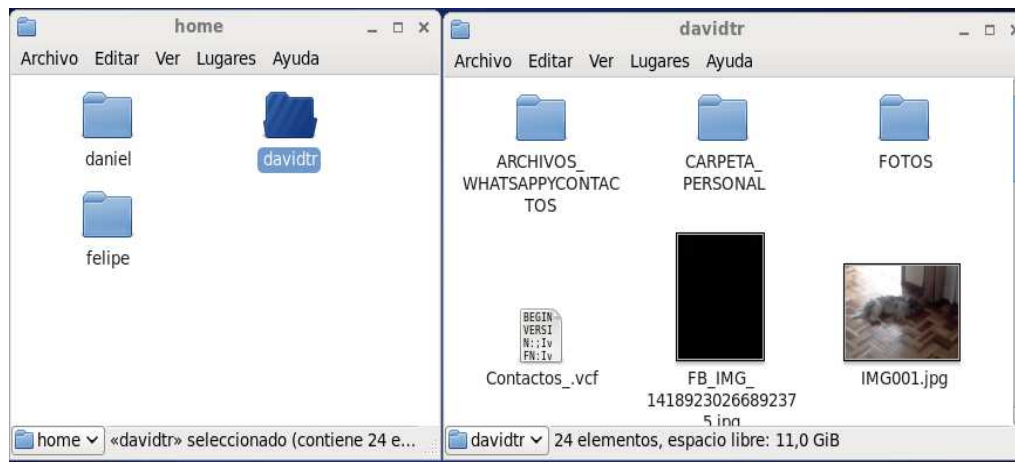 home
Archivo Editar Ver Lugares Ayuda
daniel
davidtr
felipe
home «davidtr» seleccionado (contiene 24 e...
davidtr
Archivo Editar Ver Lugares Ayuda
ARCHIVOS_
WHATSAPPYCONTAC
TOS
CARPETA_
PERSONAL
FOTOS
BEGIN
VERSI
N:;Iv
FN:Iv
Contactos_.vcf
FB_IMG_
1418923026689237
5.jpg
IMG001.jpg
davidtr 24 elementos, espacio libre: 11,0 GiB